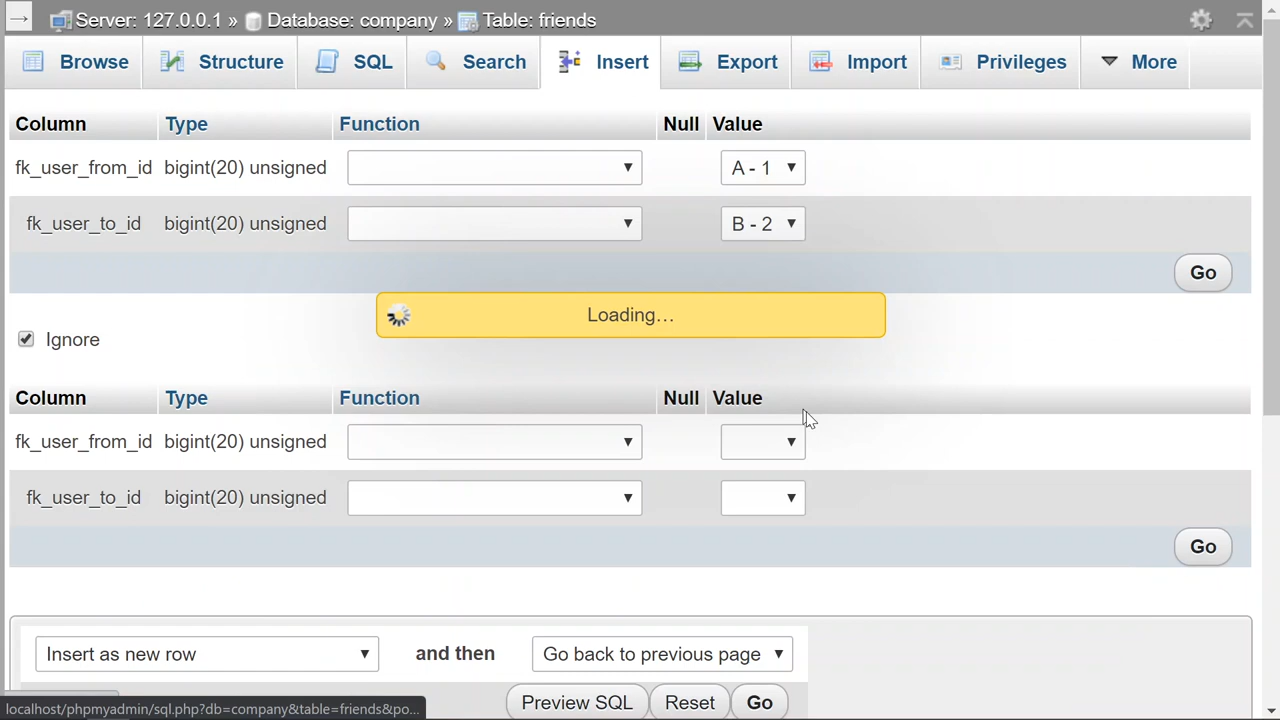 Server: 127.0.0.1 » Database: company » Table: friends
Browse Structure SQL Search Insert Export Import Privileges More
Column Type Function Null Value
fk_user_from_id bigint(20) unsigned A - 1
fk_user_to_id bigint(20) unsigned B - 2
Go
Loading...
Ignore
Column Type Function Null Value
fk_user_from_id bigint(20) unsigned
fk_user_to_id bigint(20) unsigned
Go
Insert as new row and then Go back to previous page
Preview SQL Reset Go
localhost/phpmyadmin/sql.php?db=company&table=friends&po...